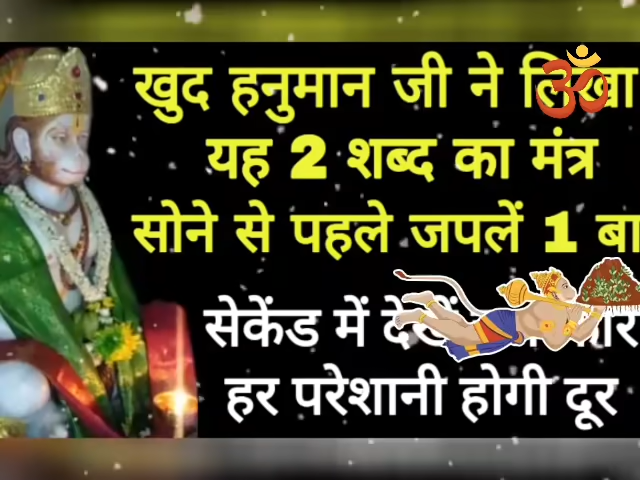 खुद हनुमान जी ने लिखा
यह 2 शब्द का मंत्र
सोने से पहले जपलें 1
सेकेंड में
हर परेशानी होगी दूर
ॐ